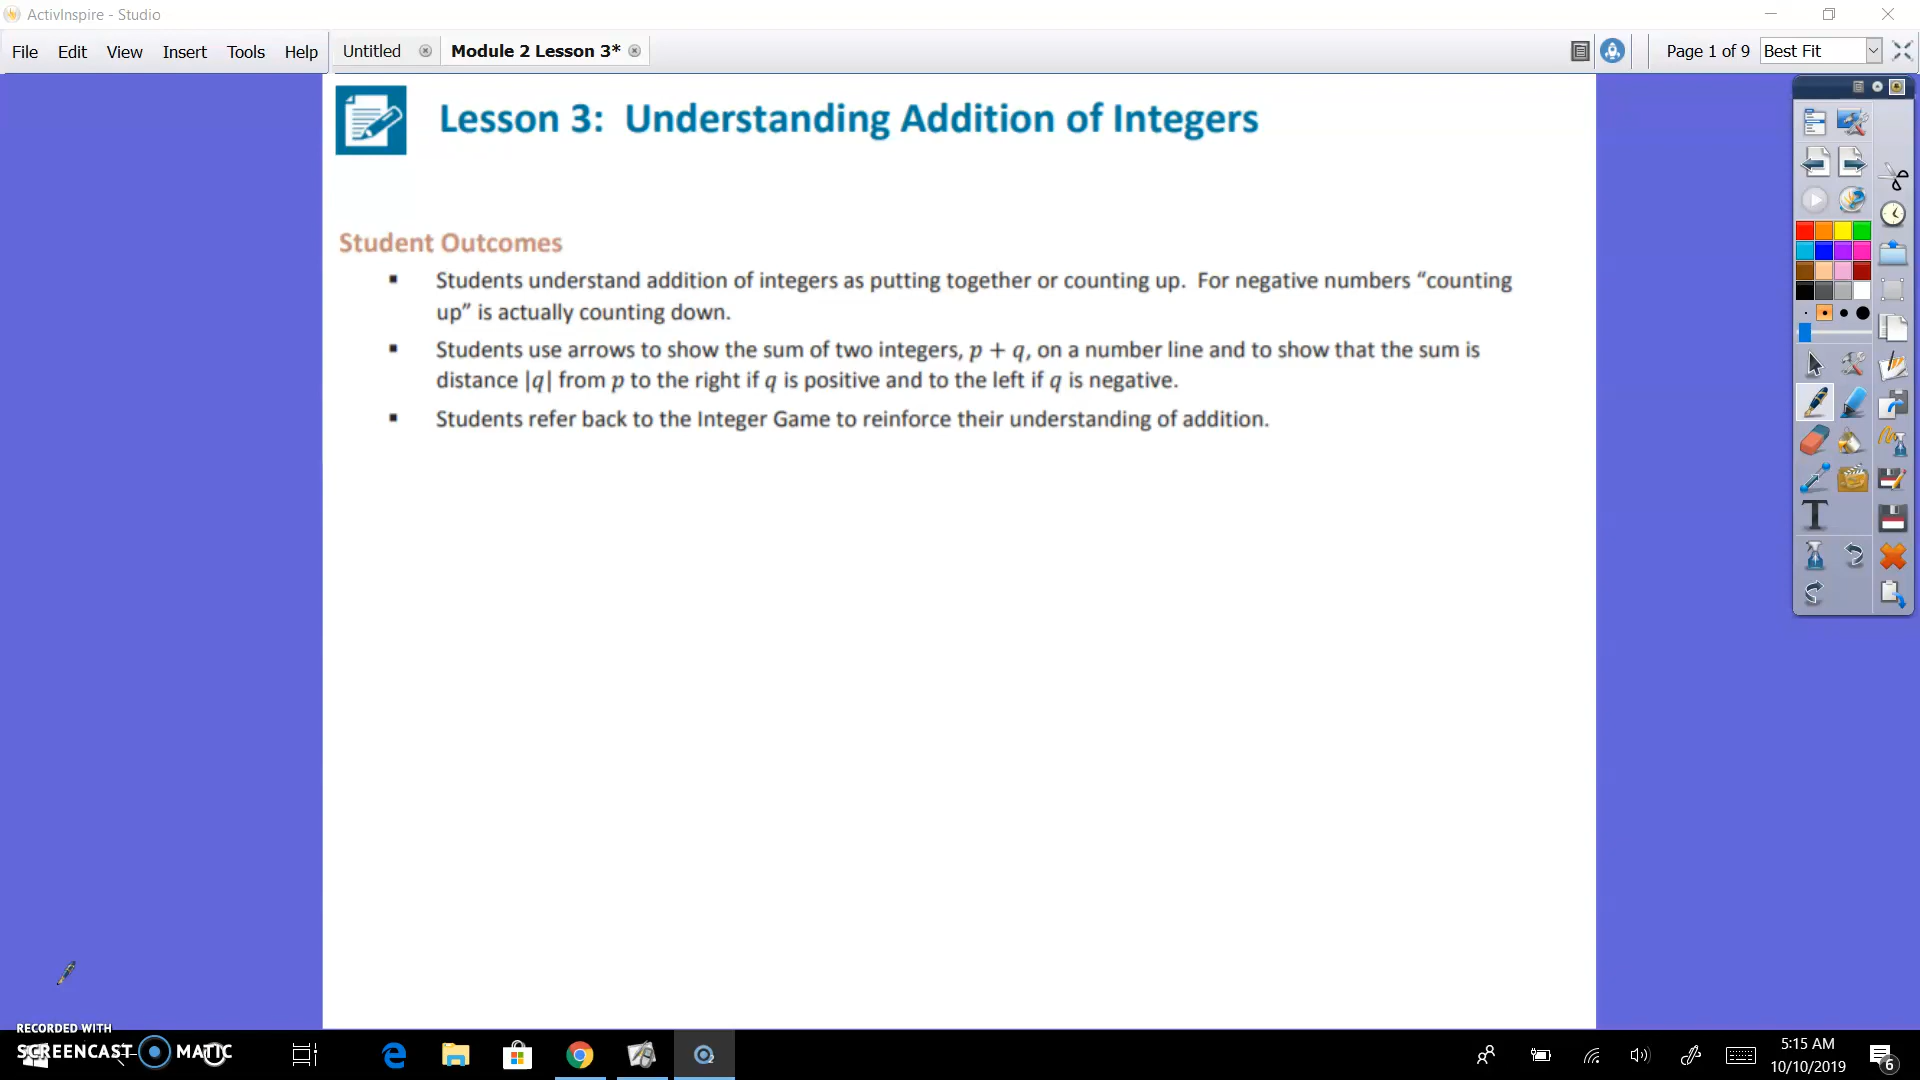 ActivInspire - Studio
File Edit View Insert Tools Help Untitled Module 2 Lesson 3* Page 1 of 9 Best Fit
Lesson 3: Understanding Addition of Integers
Student Outcomes
▪ Students understand addition of integers as putting together or counting up. For negative numbers “counting
up” is actually counting down.
▪ Students use arrows to show the sum of two integers, p + q, on a number line and to show that the sum is
distance |q| from p to the right if q is positive and to the left if q is negative.
▪ Students refer back to the Integer Game to reinforce their understanding of addition.
T
RECORDED WITH
SCREENCAST MATIC
5:15 AM
10/10/2019
6